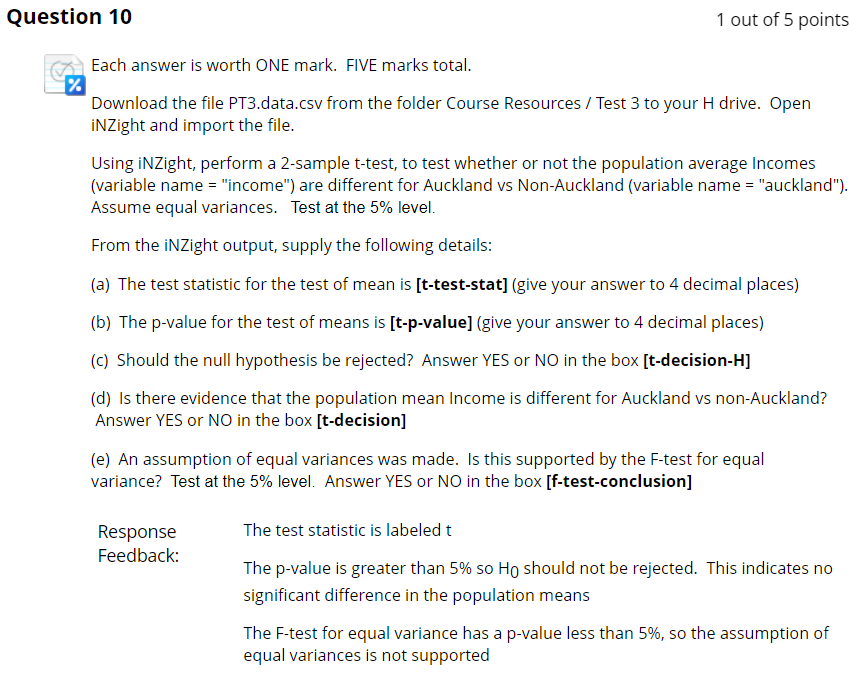 Question 10
1 out of 5 points
Each answer is worth ONE mark.  FIVE marks total.
Download the file PT3.data.csv from the folder Course Resources / Test 3 to your H drive.  Open
iNZight and import the file.
Using iNZight, perform a 2-sample t-test, to test whether or not the population average Incomes
(variable name = "income") are different for Auckland vs Non-Auckland (variable name = "auckland").
Assume equal variances.   Test at the 5% level.
From the iNZight output, supply the following details:
(a)  The test statistic for the test of mean is [t-test-stat] (give your answer to 4 decimal places)
(b)  The p-value for the test of means is [t-p-value] (give your answer to 4 decimal places)
(c)  Should the null hypothesis be rejected?  Answer YES or NO in the box [t-decision-H]
(d)  Is there evidence that the population mean Income is different for Auckland vs non-Auckland?
Answer YES or NO in the box [t-decision]
(e)  An assumption of equal variances was made.  Is this supported by the F-test for equal
variance?  Test at the 5% level.  Answer YES or NO in the box [f-test-conclusion]
Response
Feedback:
The test statistic is labeled t
The p-value is greater than 5% so H0 should not be rejected.  This indicates no
significant difference in the population means
The F-test for equal variance has a p-value less than 5%, so the assumption of
equal variances is not supported